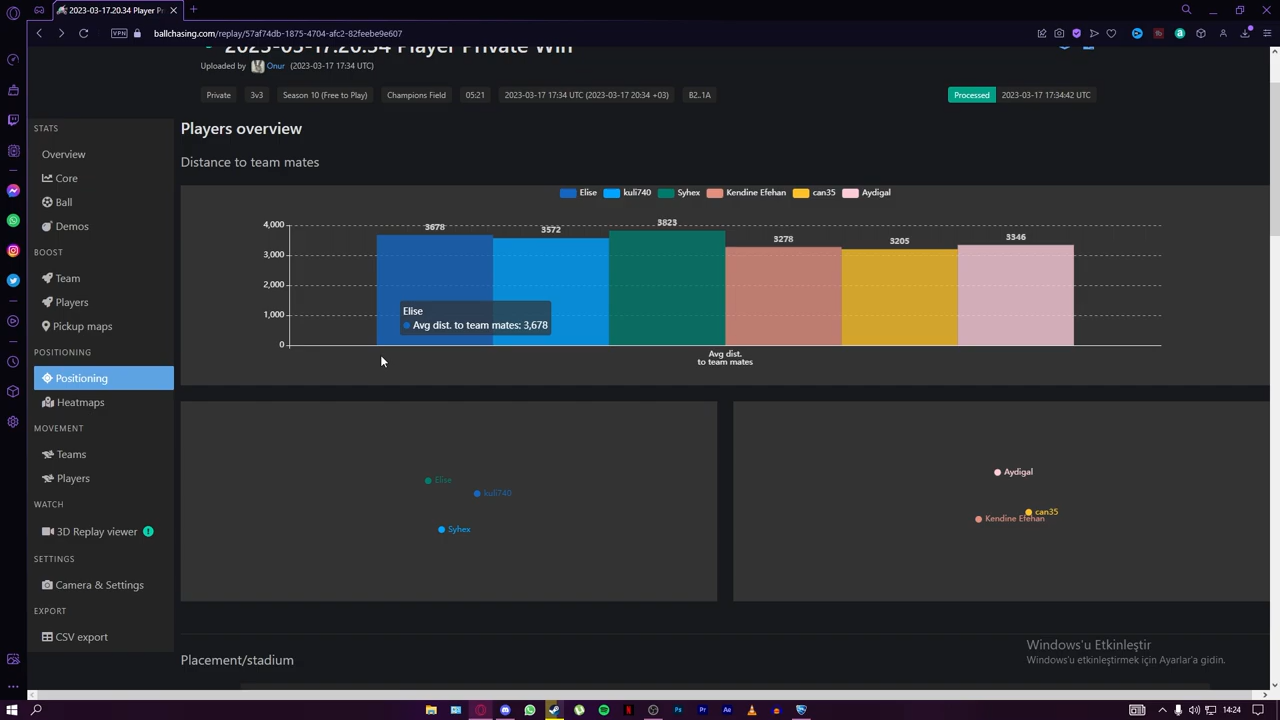 2023-03-17.20.34 Player Pr
ballchasing.com/replay/57af74db-1875-4704-afc2-82feebe9e607
VPN
2023-03-17.20.34 Player Private Win
Uploaded by Onur (2023-03-17 17:34 UTC)
Private 3v3 Season 10 (Free to Play) Champions Field 05:21 2023-03-17 17:34 UTC (2023-03-17 20:34 +03) B2..1A Processed 2023-03-17 17:34:42 UTC
STATS
Overview
Core
Ball
Demos
BOOST
Team
Players
Pickup maps
POSITIONING
Positioning
Heatmaps
MOVEMENT
Teams
Players
WATCH
3D Replay viewer
SETTINGS
Camera & Settings
EXPORT
CSV export
Players overview
Distance to team mates
Elise kuli740 Syhex Kendine Efehan can35 Aydigal
4,000
3,000
2,000
1,000
0
3678 3572 3823 3278 3205 3346
Elise
Avg dist. to team mates: 3,678
Avg dist.
to team mates
Elise
kuli740
Syhex
Aydigal
can35
Kendine Efehan
Placement/stadium
Windows'u Etkinleştir
Windows'u etkinleştirmek için Ayarlar'a gidin.
14:24